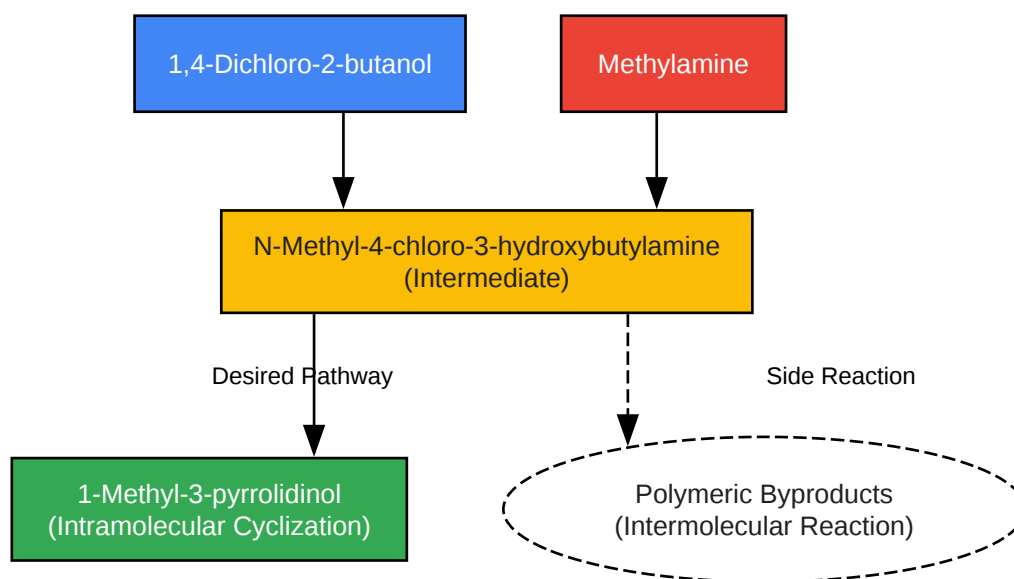 1,4-Dichloro-2-butanol
Methylamine
N-Methyl-4-chloro-3-hydroxybutylamine
(Intermediate)
Desired Pathway
Side Reaction
1-Methyl-3-pyrrolidinol
(Intramolecular Cyclization)
Polymeric Byproducts
(Intermolecular Reaction)